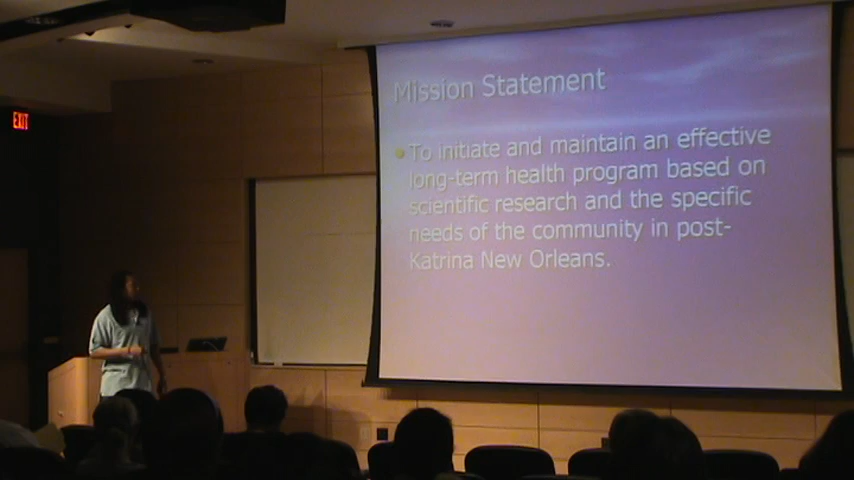 EXIT
Mission Statement
To initiate and maintain an effective
long-term health program based on
scientific research and the specific
needs of the community in post-
Katrina New Orleans.